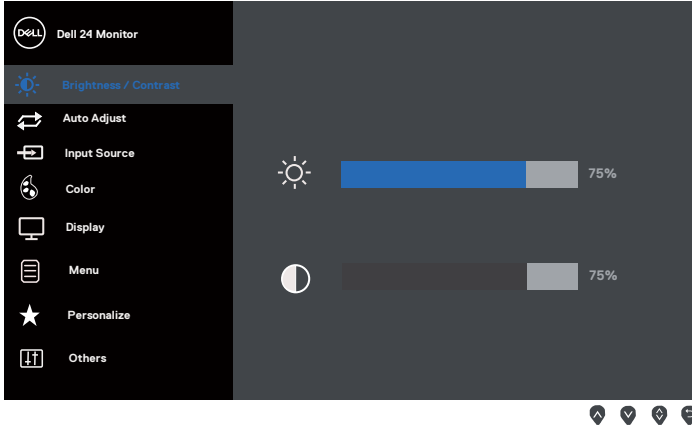 DELL
Dell 24 Monitor
Brightness / Contrast
Auto Adjust
Input Source
Color
Display
Menu
Personalize
Others
75%
75%